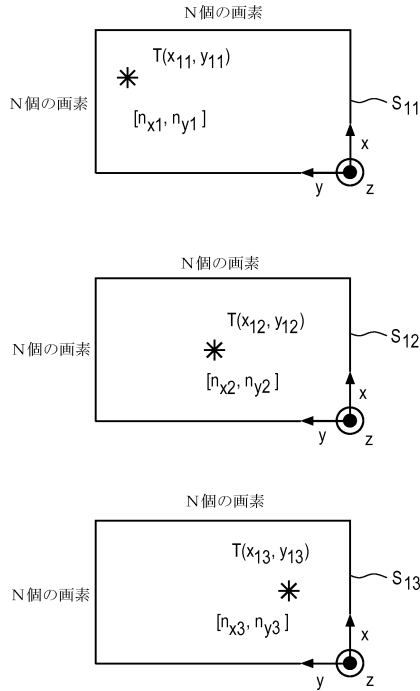 N個の画素
T(x11, y11)
N個の画素
[nx1, ny1 ]
S11
x
y
z
N個の画素
T(x12, y12)
N個の画素
[nx2, ny2 ]
S12
x
y
z
N個の画素
T(x13, y13)
N個の画素
[nx3, ny3 ]
S13
x
y
z